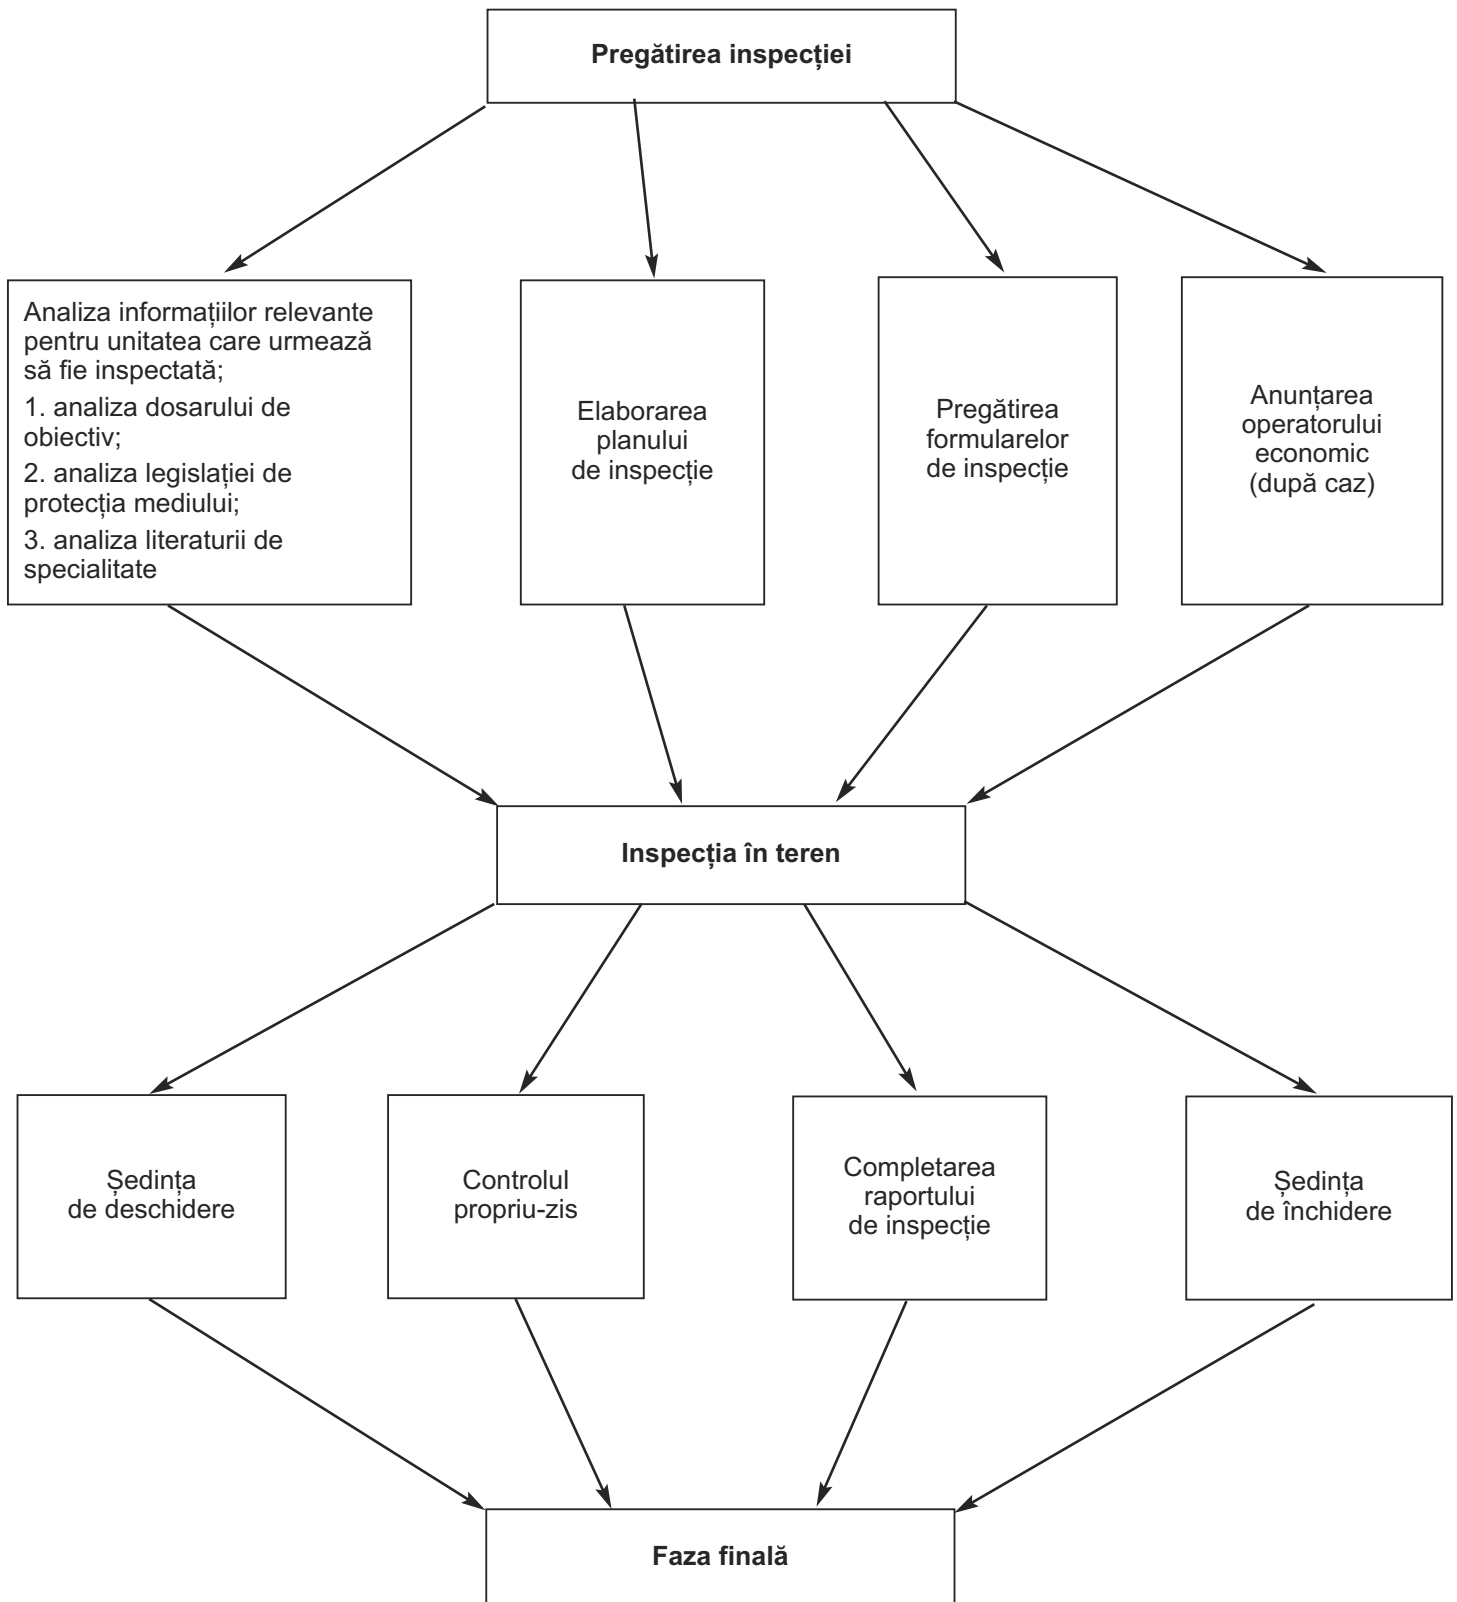 Pregătirea inspecției
Analiza informațiilor relevante
pentru unitatea care urmează
să fie inspectată;
1. analiza dosarului de
obiectiv;
2. analiza legislației de
protecția mediului;
3. analiza literaturii de
specialitate
Elaborarea
planului
de inspecție
Pregătirea
formularelor
de inspecție
Anunțarea
operatorului
economic
(după caz)
Inspecția în teren
Ședința
de deschidere
Controlul
propriu-zis
Completarea
raportului
de inspecție
Ședința
de închidere
Faza finală